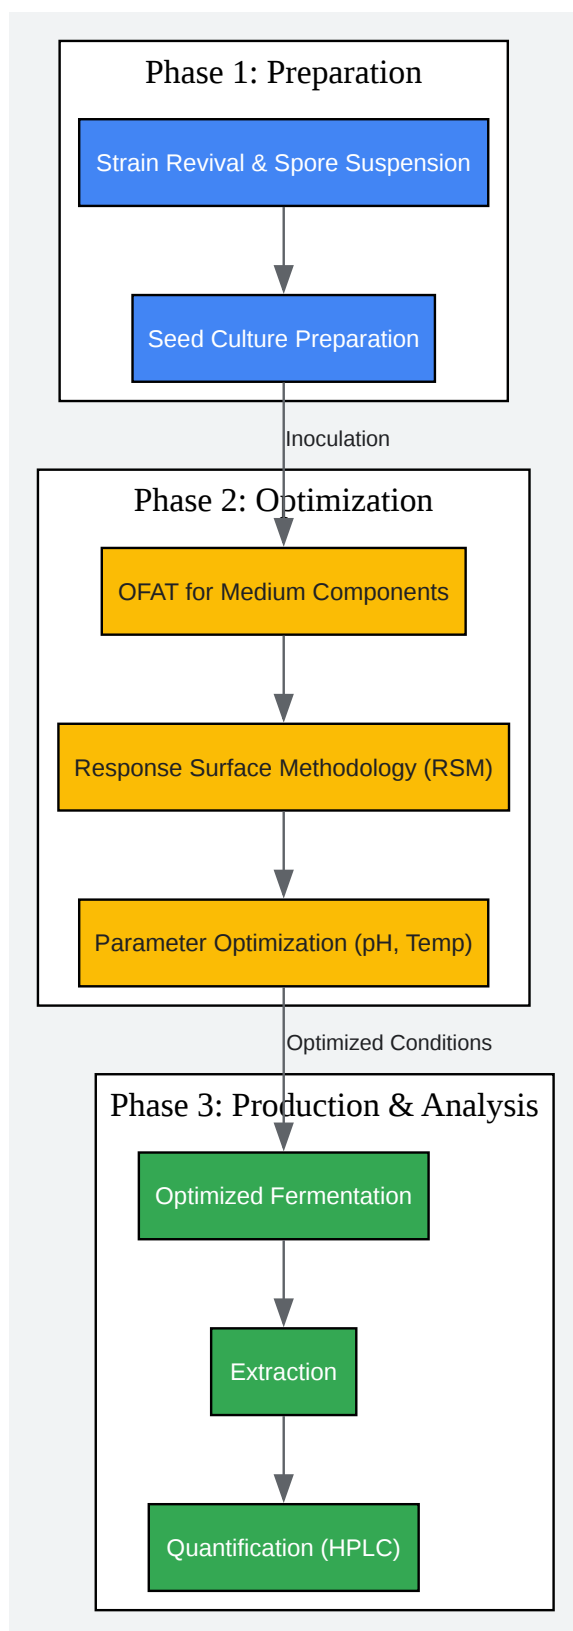 Phase 1: Preparation
Strain Revival & Spore Suspension
Seed Culture Preparation
Inoculation
Phase 2: Optimization
OFAT for Medium Components
Response Surface Methodology (RSM)
Parameter Optimization (pH, Temp)
Optimized Conditions
Phase 3: Production & Analysis
Optimized Fermentation
Extraction
Quantification (HPLC)